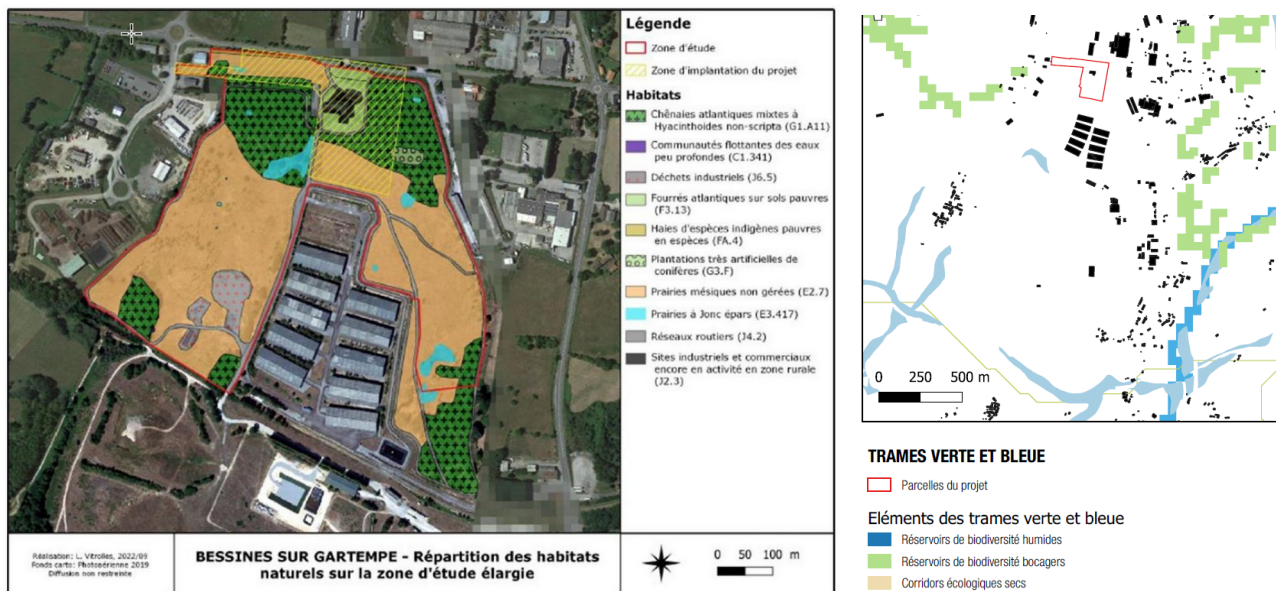 Légende
Zone d'étude
Zone d'implantation du projet
Habitats
Chênaies atlantiques mixtes à
Hyacinthoides non-scripta (G1.A11)
Communautés flottantes des eaux
peu profondes (C1.341)
Déchets industriels (J6.5)
Fourrés atlantiques sur sols pauvres
(F3.13)
Haies d'espèces indigènes pauvres
en espèces (FA.4)
Plantations très artificielles de
conifères (G3.F)
Prairies mésiques non gérées (E2.7)
Prairies à Jonc épars (E3.417)
Réseaux routiers (J4.2)
Sites industriels et commerciaux
encore en activité en zone rurale
(J2.3)
Réalisation: L. Vitrolles, 2022/09
Fonds carto: Photoaérienne 2019
Diffusion non restreinte
BESSINES SUR GARTEMPE - Répartition des habitats
naturels sur la zone d'étude élargie
0 50 100 m
0 250 500 m
TRAMES VERTE ET BLEUE
Parcelles du projet
Eléments des trames verte et bleue
Réservoirs de biodiversité humides
Réservoirs de biodiversité bocagers
Corridors écologiques secs